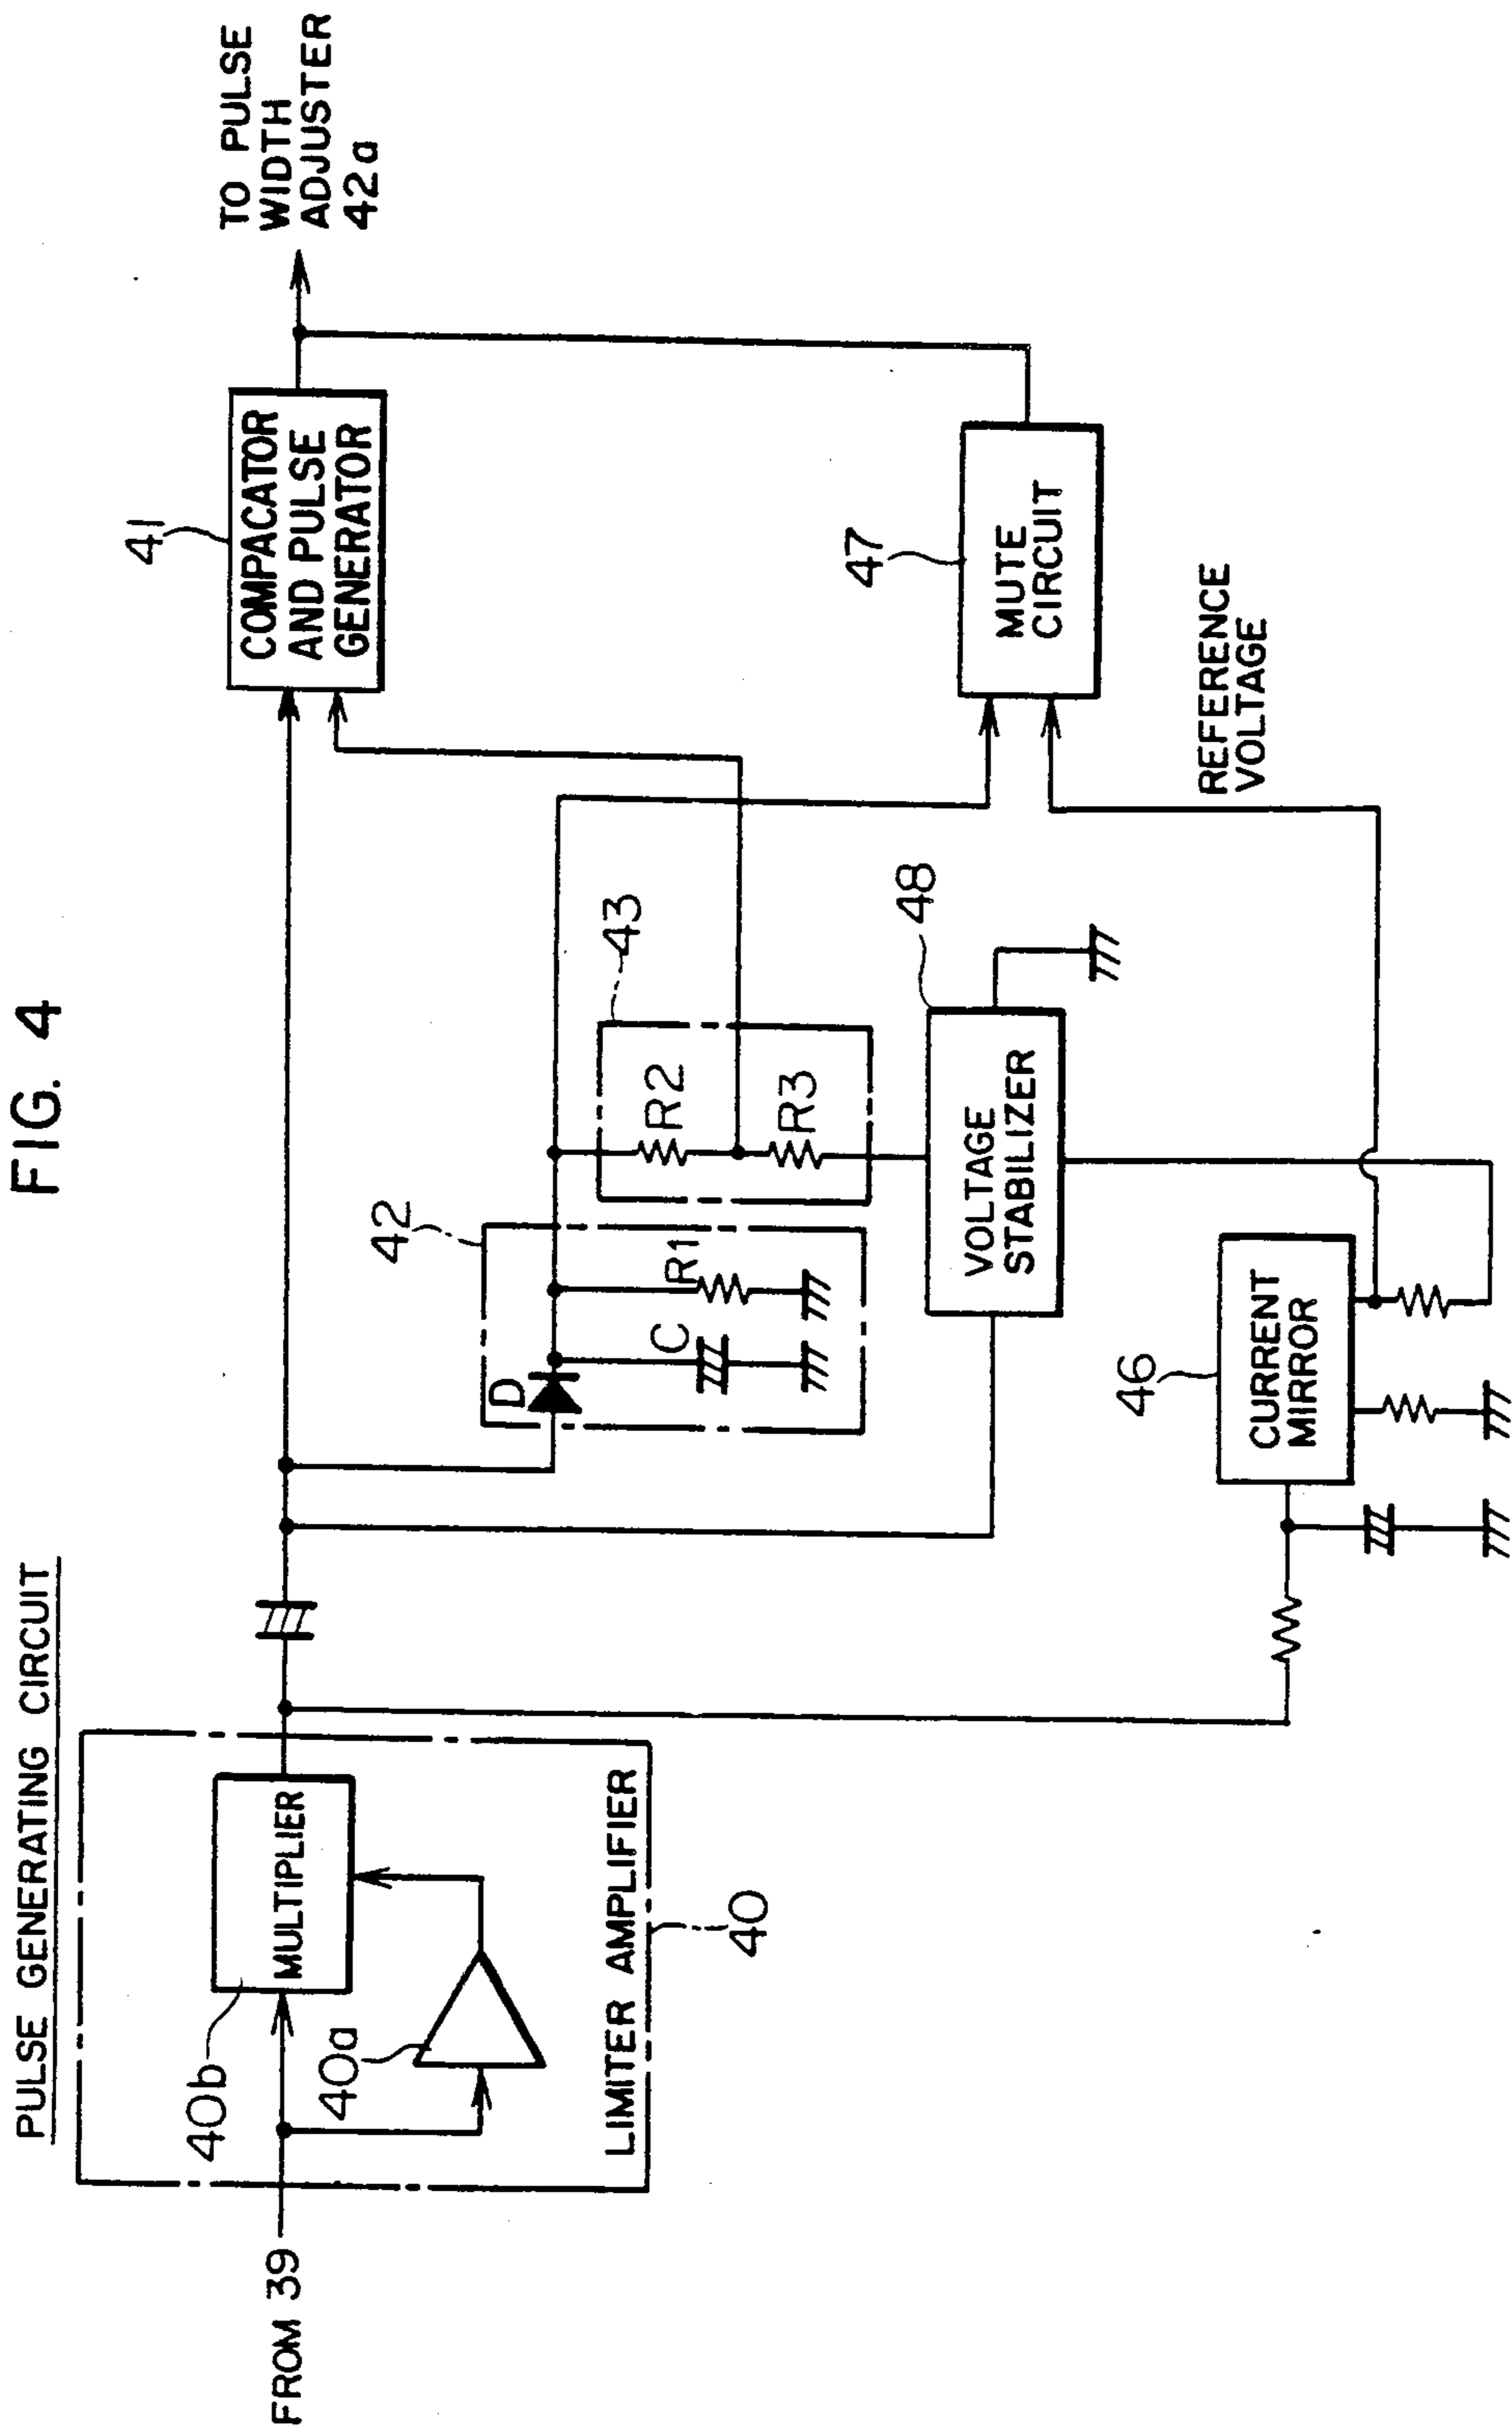 FIG. 4
PULSE GENERATING CIRCUIT
FROM 39
40b
MULTIPLIER
40a
LIMITER AMPLIFIER
40
41
COMPACATOR
AND PULSE
GENERATOR
TO PULSE
WIDTH
ADJUSTER
42a
42
D
C
R1
43
R2
R3
48
VOLTAGE
STABILIZER
47
MUTE
CIRCUIT
REFERENCE
VOLTAGE
46
CURRENT
MIRROR